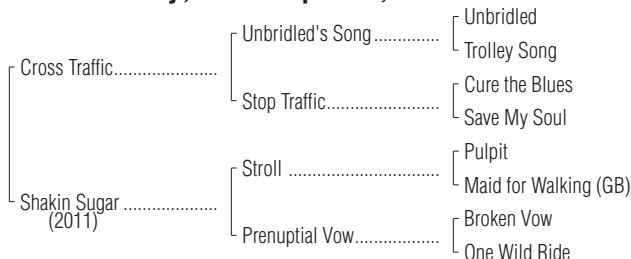 Unbridled
Unbridled's Song..............
Trolley Song
Cross Traffic.....................
Cure the Blues
Stop Traffic.......................
Save My Soul
Pulpit
Stroll ..............................
Maid for Walking (GB)
Shakin Sugar ...................
(2011)
Broken Vow
Prenuptial Vow.................
One Wild Ride